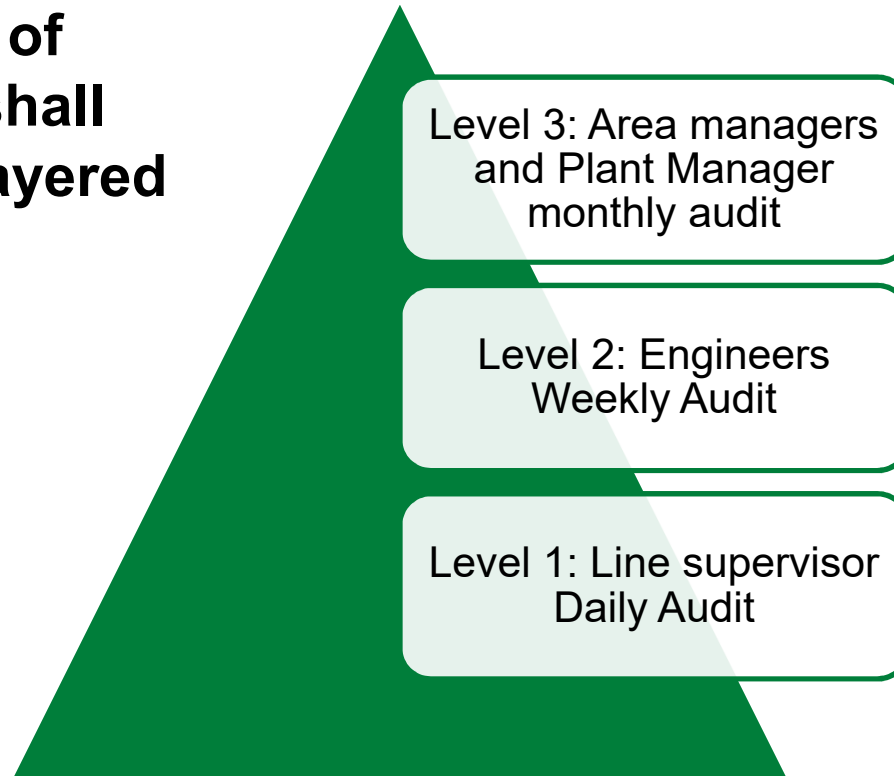 of
shall
ayered
Level 3: Area managers
and Plant Manager
monthly audit
Level 2: Engineers
Weekly Audit
Level 1: Line supervisor
Daily Audit